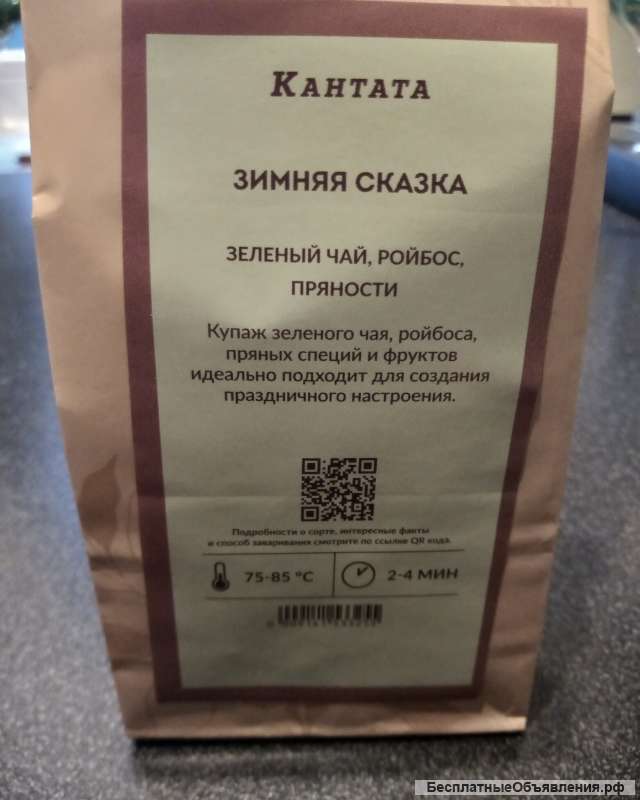 Кантата
ЗИМНЯЯ СКАЗКА
ЗЕЛЕНЫЙ ЧАЙ, РОЙБОС,
ПРЯНОСТИ
Купаж зеленого чая, ройбоса,
пряных специй и фруктов
идеально подходит для создания
праздничного настроения.
Подробности о сорте, интересные факты
и способ заваривания смотрите по ссылке QR кода.
75-85 °C
2-4 МИН
БесплатныеОбъявления.рф